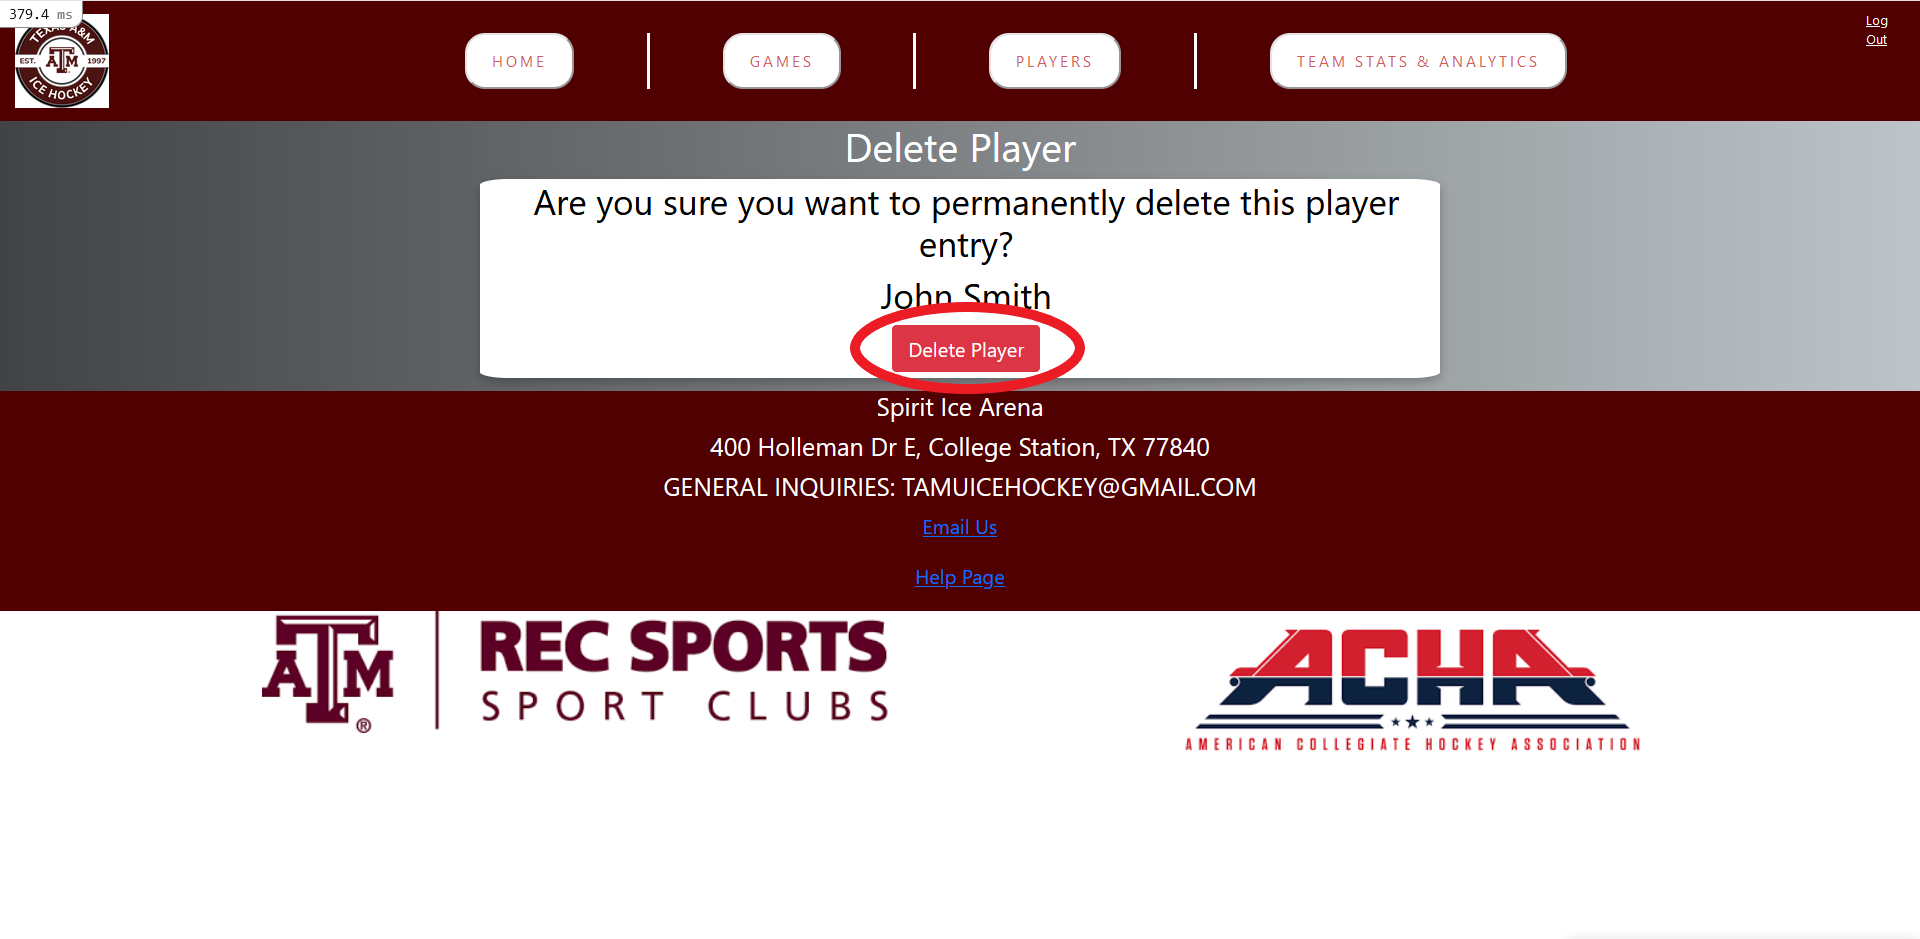 379.4 ms
TEXAS A&M
EST. ATM 1997
ICE HOCKEY
HOME
GAMES
PLAYERS
TEAM STATS & ANALYTICS
Log
Out
Delete Player
Are you sure you want to permanently delete this player
entry?
John Smith
Delete Player
Spirit Ice Arena
400 Holleman Dr E, College Station, TX 77840
GENERAL INQUIRIES: TAMUICEHOCKEY@GMAIL.COM
Email Us
Help Page
ATM®
REC SPORTS
SPORT CLUBS
ACHA
AMERICAN COLLEGIATE HOCKEY ASSOCIATION